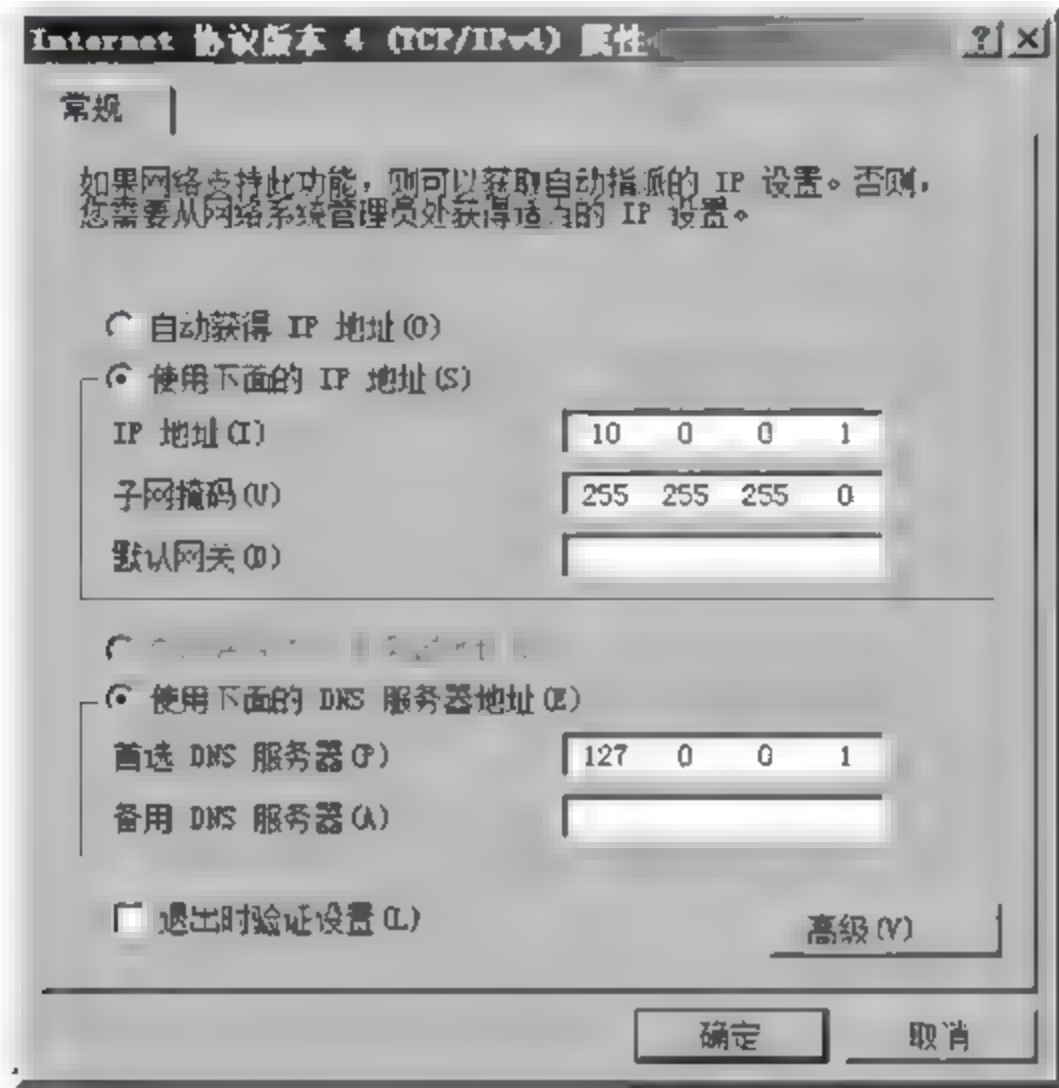 Internet 协议版本 4 (TCP/IPv4) 属性
常规
如果网络支持此功能，则可以获取自动指派的 IP 设置。否则，
您需要从网络系统管理员处获得适当的 IP 设置。
自动获得 IP 地址(O)
使用下面的 IP 地址(S)
IP 地址(I) 10 0 0 1
子网掩码(U) 255 255 255 0
默认网关(D)
使用下面的 DNS 服务器地址(E)
首选 DNS 服务器(P) 127 0 0 1
备用 DNS 服务器(A)
退出时验证设置(L)
高级(V)
确定 取消